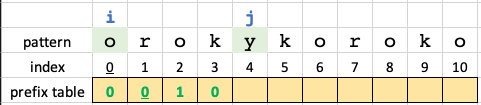 i j
pattern o r o k y k o r o k o
index 0 1 2 3 4 5 6 7 8 9 10
prefix table 0 0 1 0